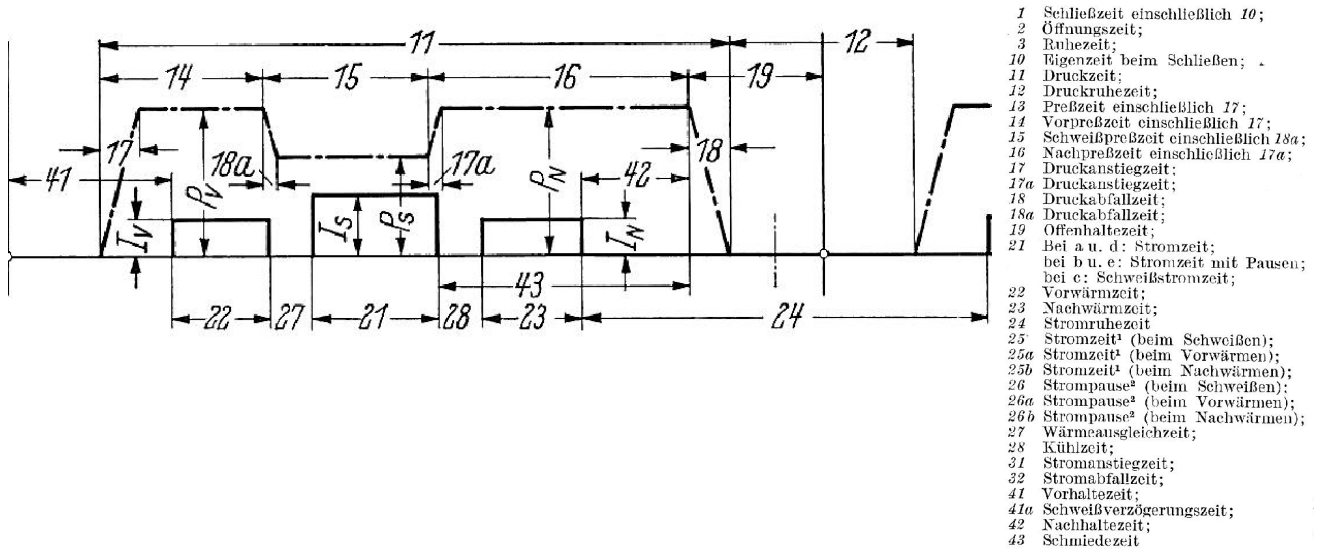 11
12
14
15
16
19
17
18a
17a
18
41
42
P_V
P_S
P_N
I_V
I_S
I_N
43
22
27
21
28
23
24
1 Schließzeit einschließlich 10;
2 Öffnungszeit;
3 Ruhezeit;
10 Eigenzeit beim Schließen;
11 Druckzeit;
12 Druckruhezeit;
13 Preßzeit einschließlich 17;
14 Vorpreßzeit einschließlich 17;
15 Schweißpreßzeit einschließlich 18a;
16 Nachpreßzeit einschließlich 17a;
17 Druckanstiegzeit;
17a Druckanstiegzeit;
18 Druckabfallzeit;
18a Druckabfallzeit;
19 Offenhaltezeit;
21 Bei a u. d: Stromzeit;
bei b u. e: Stromzeit mit Pausen;
bei c: Schweißstromzeit;
22 Vorwärmzeit;
23 Nachwärmzeit;
24 Stromruhezeit
25 Stromzeit¹ (beim Schweißen);
25a Stromzeit¹ (beim Vorwärmen);
25b Stromzeit¹ (beim Nachwärmen);
26 Strompause² (beim Schweißen);
26a Strompause² (beim Vorwärmen);
26b Strompause² (beim Nachwärmen);
27 Wärmeausgleichzeit;
28 Kühlzeit;
31 Stromanstiegzeit;
32 Stromabfallzeit;
41 Vorhaltezeit;
41a Schweißverzögerungszeit;
42 Nachhaltezeit;
43 Schmiedezeit